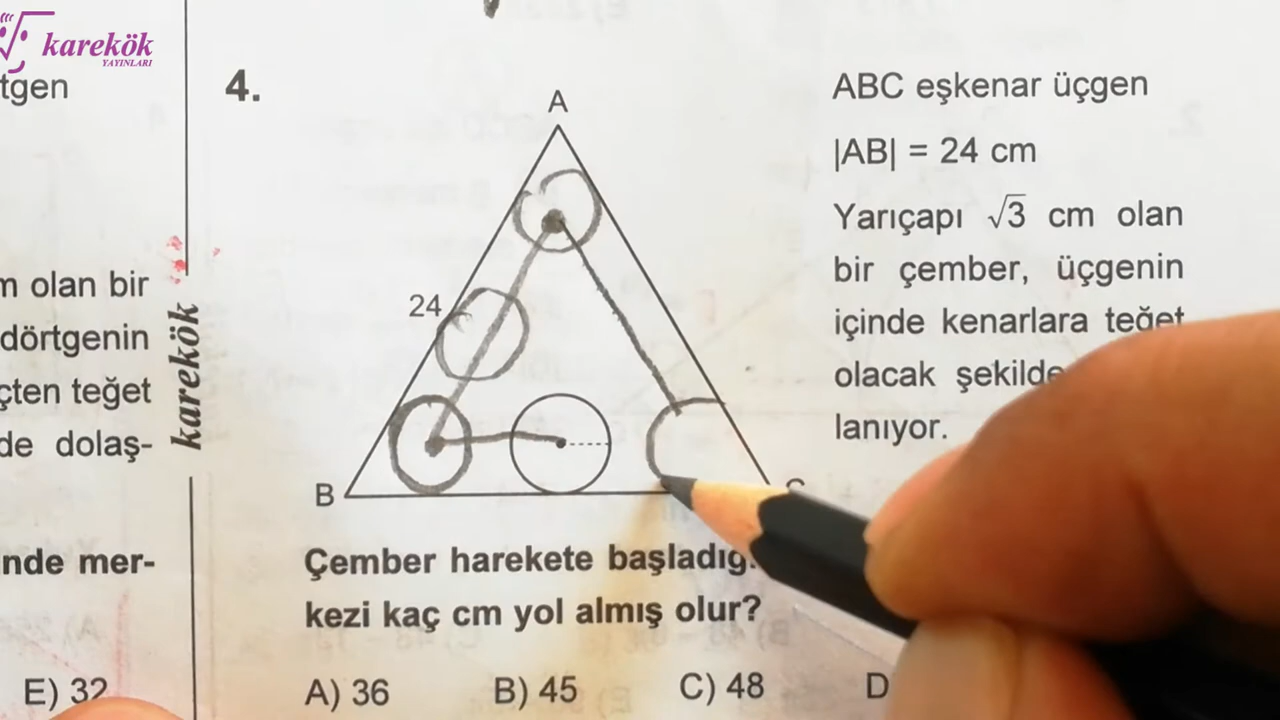 karekök
YAYINLARI
tgen
m olan bir
dörtgenin
çten teğet
de dolaş-
nde mer-
E) 32
karekök
4.
A
24
B
C
ABC eşkenar üçgen
|AB| = 24 cm
Yarıçapı √3 cm olan
bir çember, üçgenin
içinde kenarlara teğet
olacak şekilde
lanıyor.
Çember harekete başladığ
kezi kaç cm yol almış olur?
A) 36 B) 45 C) 48 D